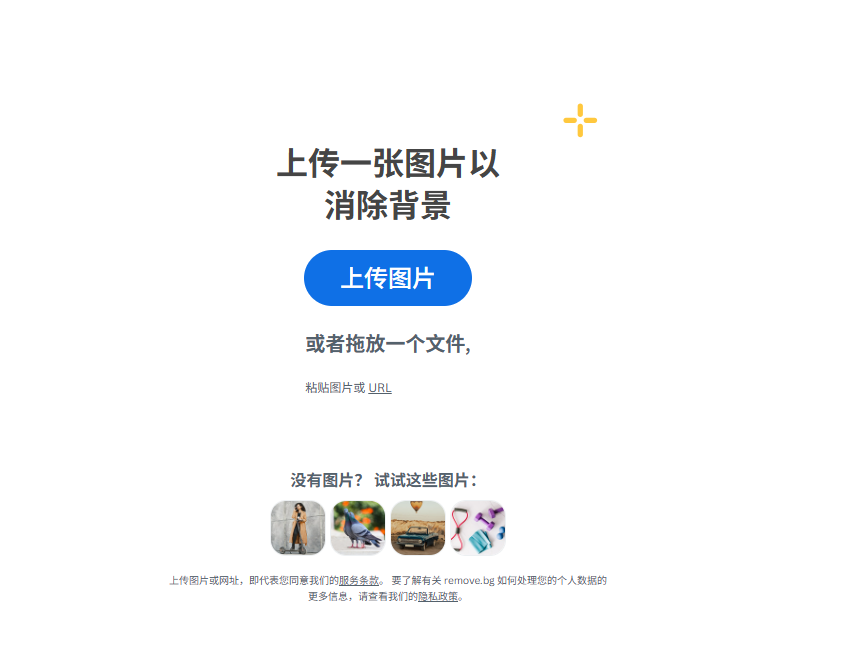 上传一张图片以
消除背景
上传图片
或者拖放一个文件,
粘贴图片或 URL
没有图片？ 试试这些图片：
上传图片或网址，即代表您同意我们的服务条款。 要了解有关 remove.bg 如何处理您的个人数据的
更多信息，请查看我们的隐私政策。